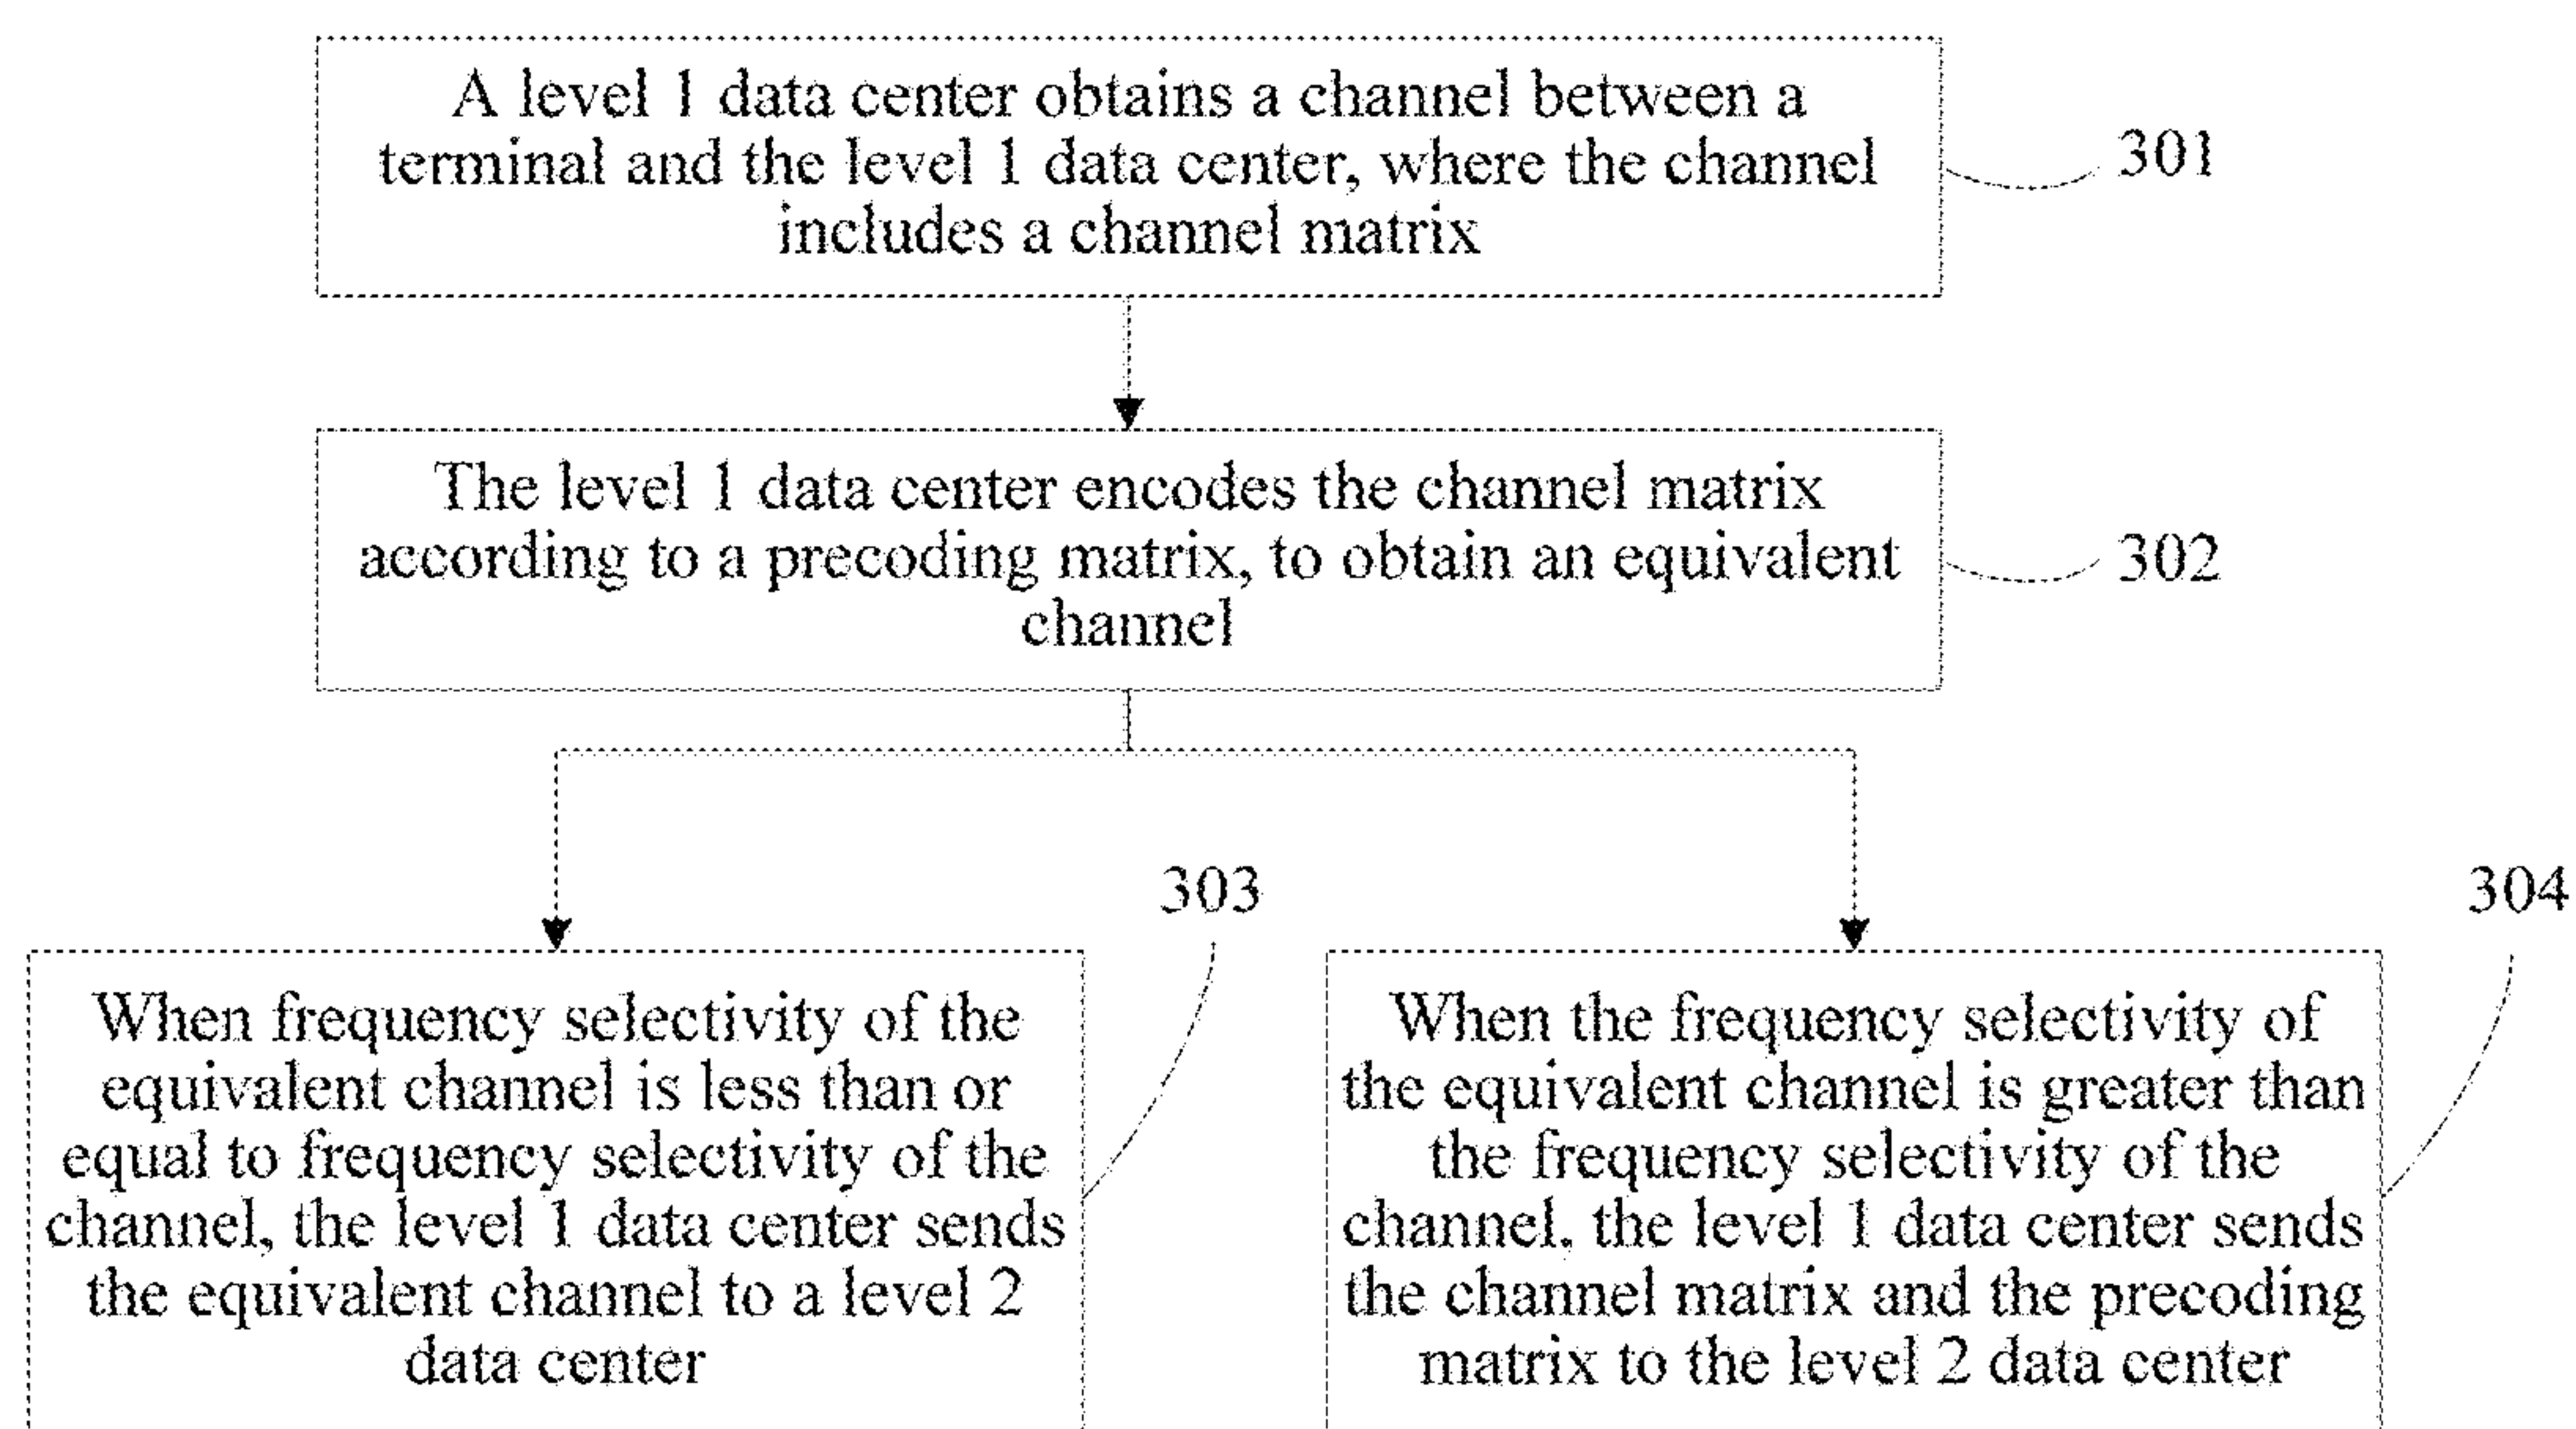 A level 1 data center obtains a channel between a
terminal and the level 1 data center, where the channel
includes a channel matrix
301
The level 1 data center encodes the channel matrix
according to a precoding matrix, to obtain an equivalent
channel
302
303
When frequency selectivity of the
equivalent channel is less than or
equal to frequency selectivity of the
channel, the level 1 data center sends
the equivalent channel to a level 2
data center
304
When the frequency selectivity of
the equivalent channel is greater than
the frequency selectivity of the
channel, the level 1 data center sends
the channel matrix and the precoding
matrix to the level 2 data center